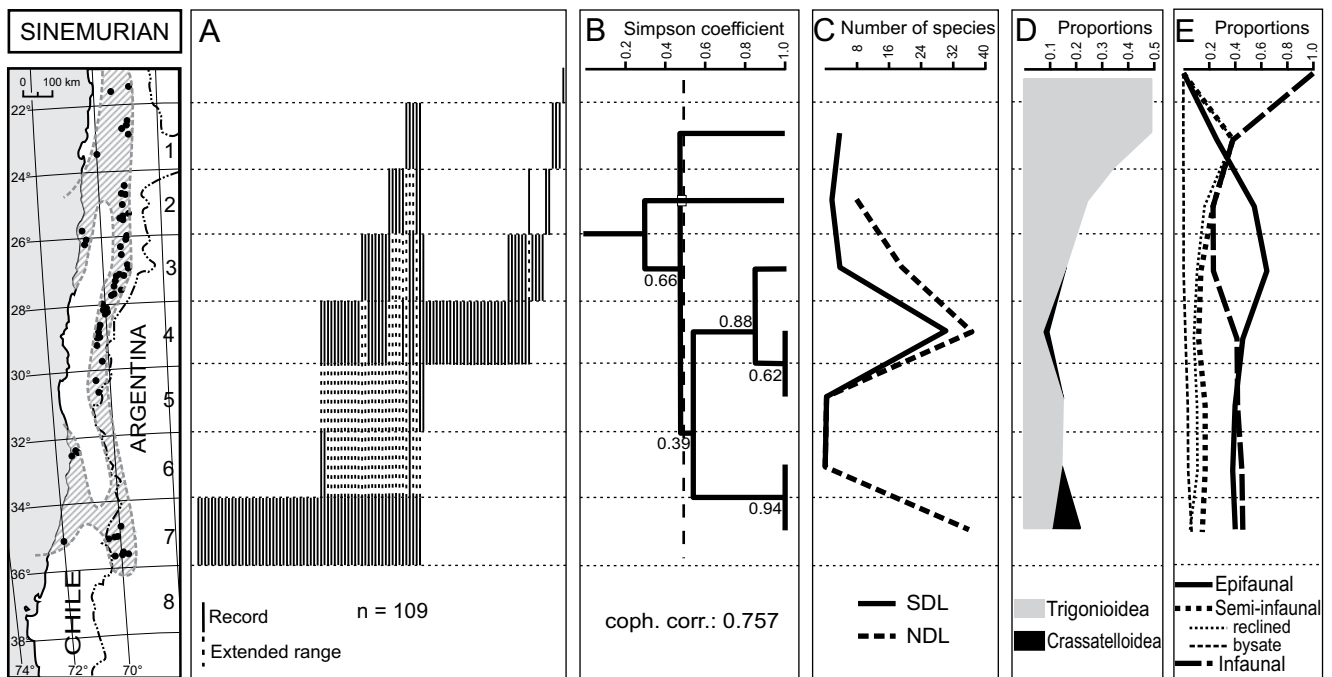 SINEMURIAN
0 100 km
22°
24°
26°
28°
30°
32°
34°
36°
38°
74° 72° 70°
ARGENTINA
CHILE
1
2
3
4
5
6
7
8
A
n = 109
Record
Extended range
B Simpson coefficient
0.2 0.4 0.6 0.8 1.0
0.66
0.88
0.62
0.39
0.94
coph. corr.: 0.757
C Number of species
8 16 24 32 40
SDL
NDL
D Proportions
0.1 0.2 0.3 0.4 0.5
Trigonioidea
Crassatelloidea
E Proportions
0.2 0.4 0.6 0.8 1.0
Epifaunal
Semi-infaunal
reclined
bysate
Infaunal